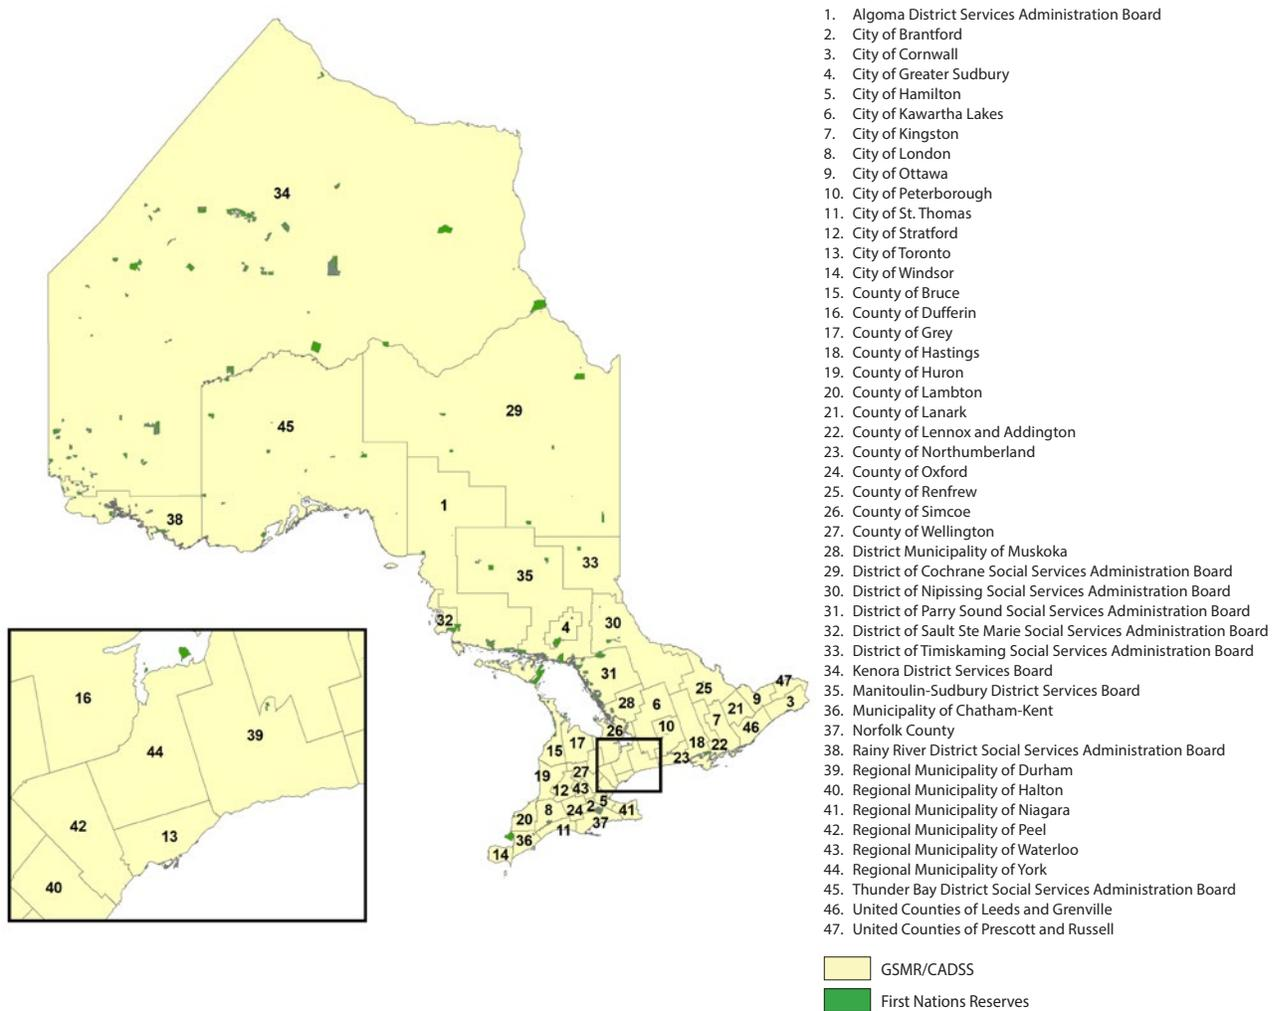 1. Algoma District Services Administration Board
2. City of Brantford
3. City of Cornwall
4. City of Greater Sudbury
5. City of Hamilton
6. City of Kawartha Lakes
7. City of Kingston
8. City of London
9. City of Ottawa
10. City of Peterborough
11. City of St. Thomas
12. City of Stratford
13. City of Toronto
14. City of Windsor
15. County of Bruce
16. County of Dufferin
17. County of Grey
18. County of Hastings
19. County of Huron
20. County of Lambton
21. County of Lanark
22. County of Lennox and Addington
23. County of Northumberland
24. County of Oxford
25. County of Renfrew
26. County of Simcoe
27. County of Wellington
28. District Municipality of Muskoka
29. District of Cochrane Social Services Administration Board
30. District of Nipissing Social Services Administration Board
31. District of Parry Sound Social Services Administration Board
32. District of Sault Ste Marie Social Services Administration Board
33. District of Timiskaming Social Services Administration Board
34. Kenora District Services Board
35. Manitoulin-Sudbury District Services Board
36. Municipality of Chatham-Kent
37. Norfolk County
38. Rainy River District Social Services Administration Board
39. Regional Municipality of Durham
40. Regional Municipality of Halton
41. Regional Municipality of Niagara
42. Regional Municipality of Peel
43. Regional Municipality of Waterloo
44. Regional Municipality of York
45. Thunder Bay District Social Services Administration Board
46. United Counties of Leeds and Grenville
47. United Counties of Prescott and Russell
GSMR/CADSS
First Nations Reserves
34
29
45
1
38
33
35
32
4
30
31
47
25
9
3
28
6
21
7
46
10
26
18
22
17
15
23
27
19
12
43
5
2
8
24
41
20
37
11
36
14
16
39
44
42
13
40